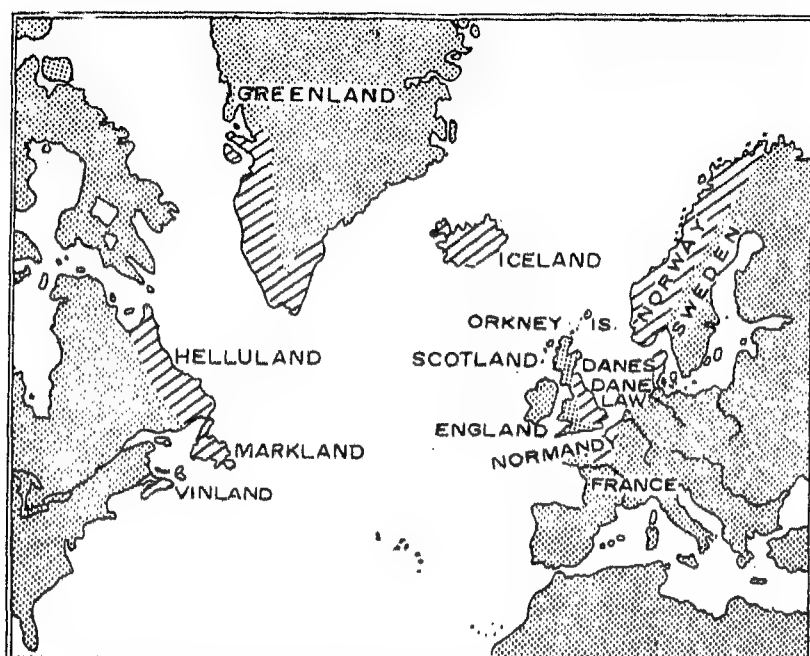 GREENLAND
ICELAND
NORWAY
SWEDEN
ORKNEY IS.
HELLULAND
SCOTLAND
DANES
DANE
LAW
ENGLAND
MARKLAND
NORMANDY
VINLAND
FRANCE